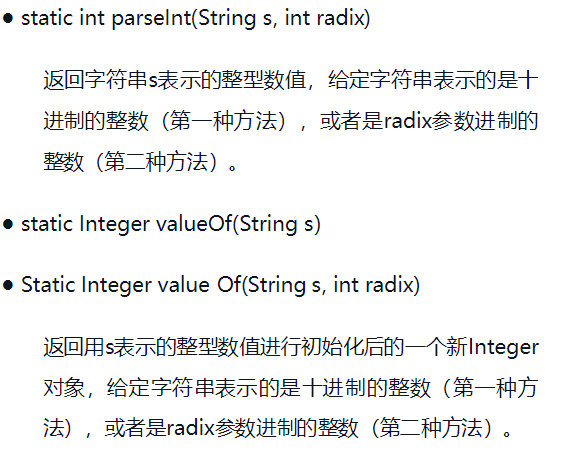 ● static int parseInt(String s, int radix)
返回字符串s表示的整型数值，给定字符串表示的是十
进制的整数（第一种方法），或者是radix参数进制的
整数（第二种方法）。
● static Integer valueOf(String s)
● Static Integer value Of(String s, int radix)
返回用s表示的整型数值进行初始化后的一个新Integer
对象，给定字符串表示的是十进制的整数（第一种方
法），或者是radix参数进制的整数（第二种方法）。